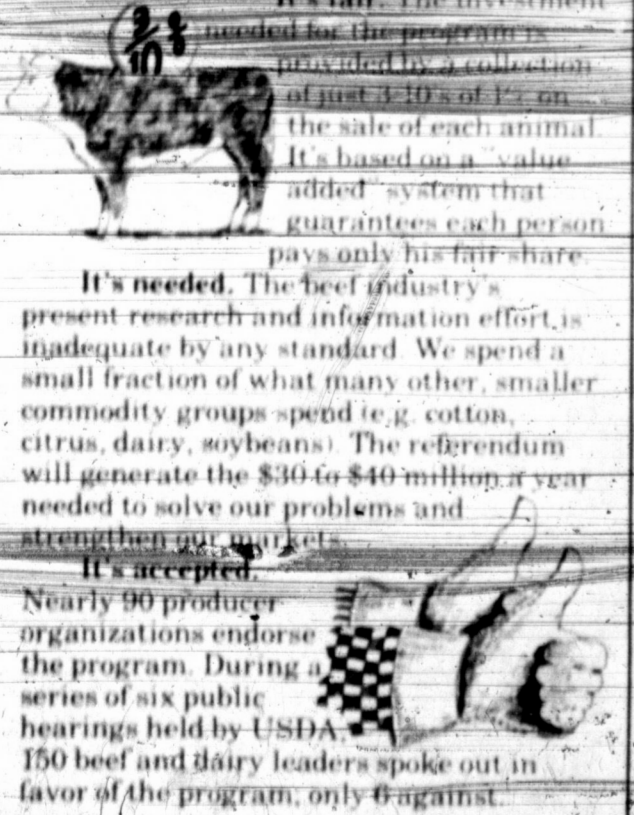 It's fair. The investment
3/10 %
needed for the program is
provided by a collection
of just 3-10's of 1% on
the sale of each animal.
It's based on a "value
added" system that
guarantees each person
pays only his fair share.
It's needed. The beef industry's
present research and information effort is
inadequate by any standard. We spend a
small fraction of what many other, smaller
commodity groups spend (e.g. cotton,
citrus, dairy, soybeans). The referendum
will generate the $30 to $40 million a year
needed to solve our problems and
strengthen our markets.
It's accepted.
Nearly 90 producer
organizations endorse
the program. During a
series of six public
hearings held by USDA,
150 beef and dairy leaders spoke out in
favor of the program, only 6 against.